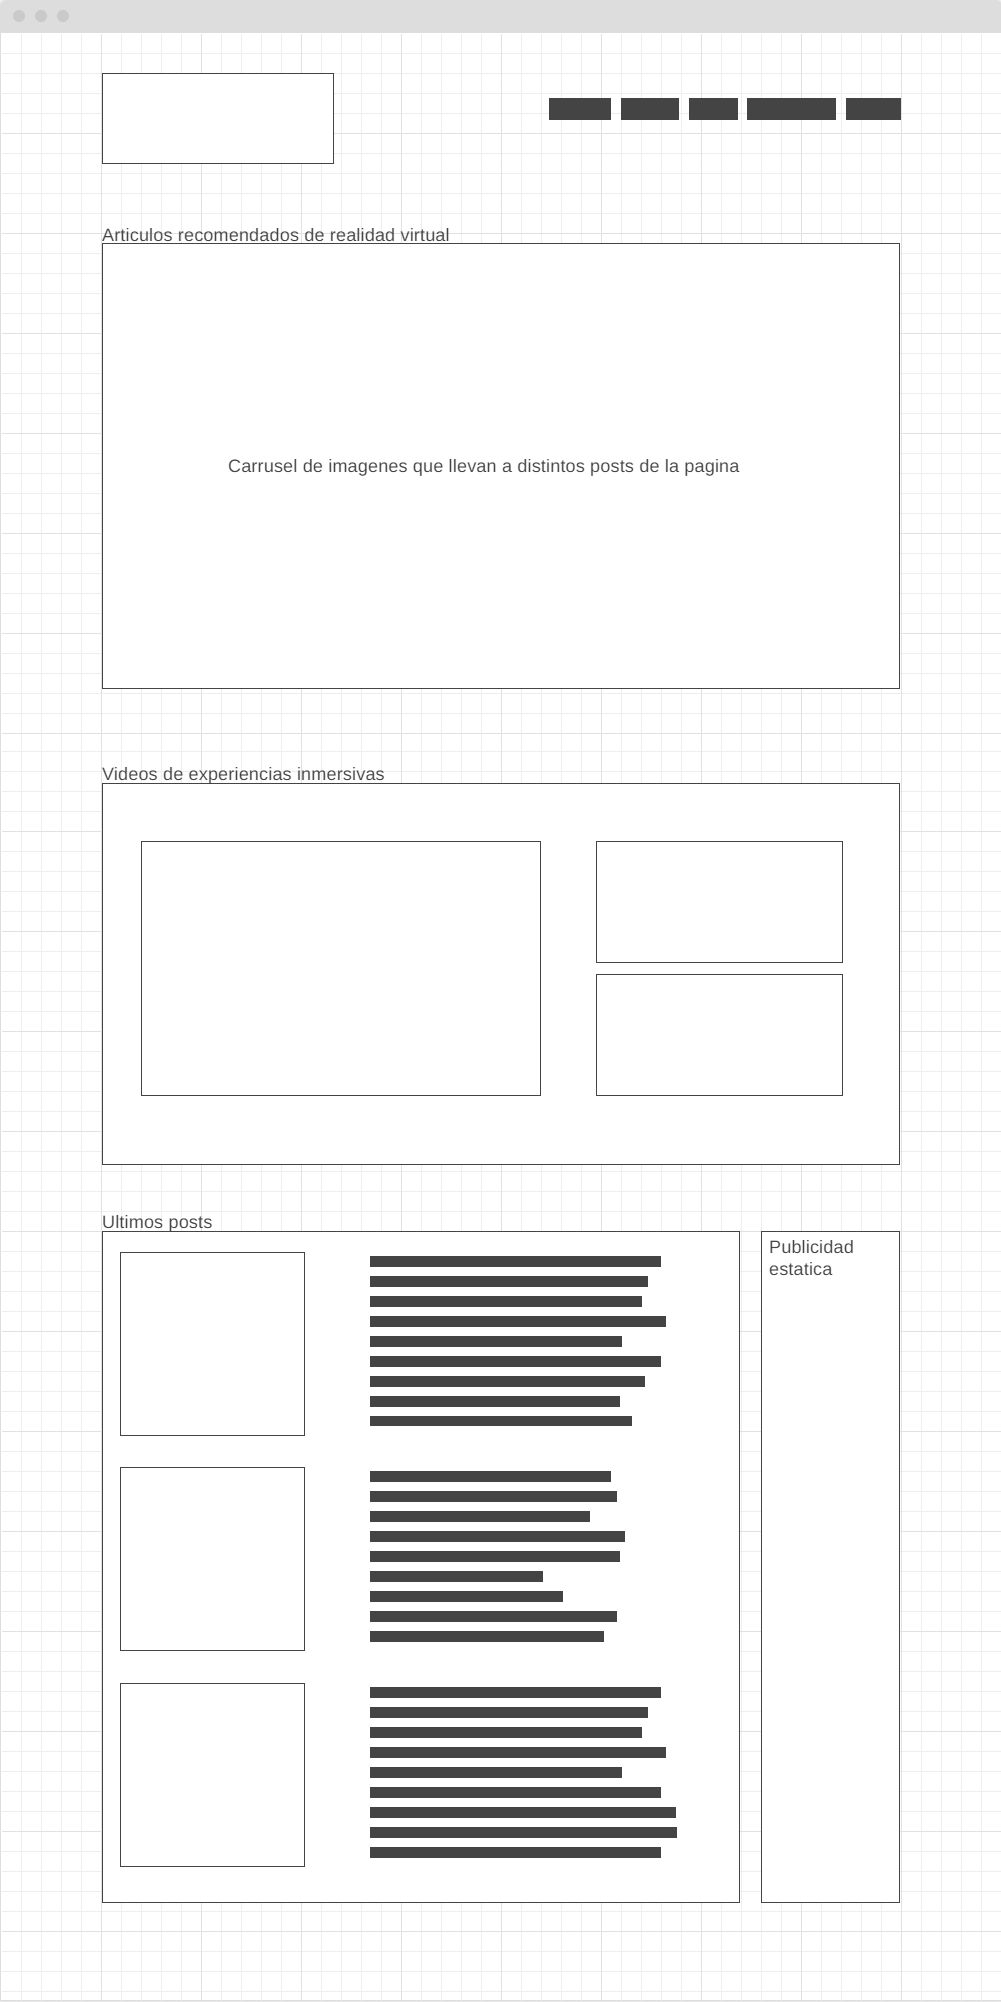 Articulos recomendados de realidad virtual
Carrusel de imagenes que llevan a distintos posts de la pagina
Videos de experiencias inmersivas
Ultimos posts
Publicidad
estatica